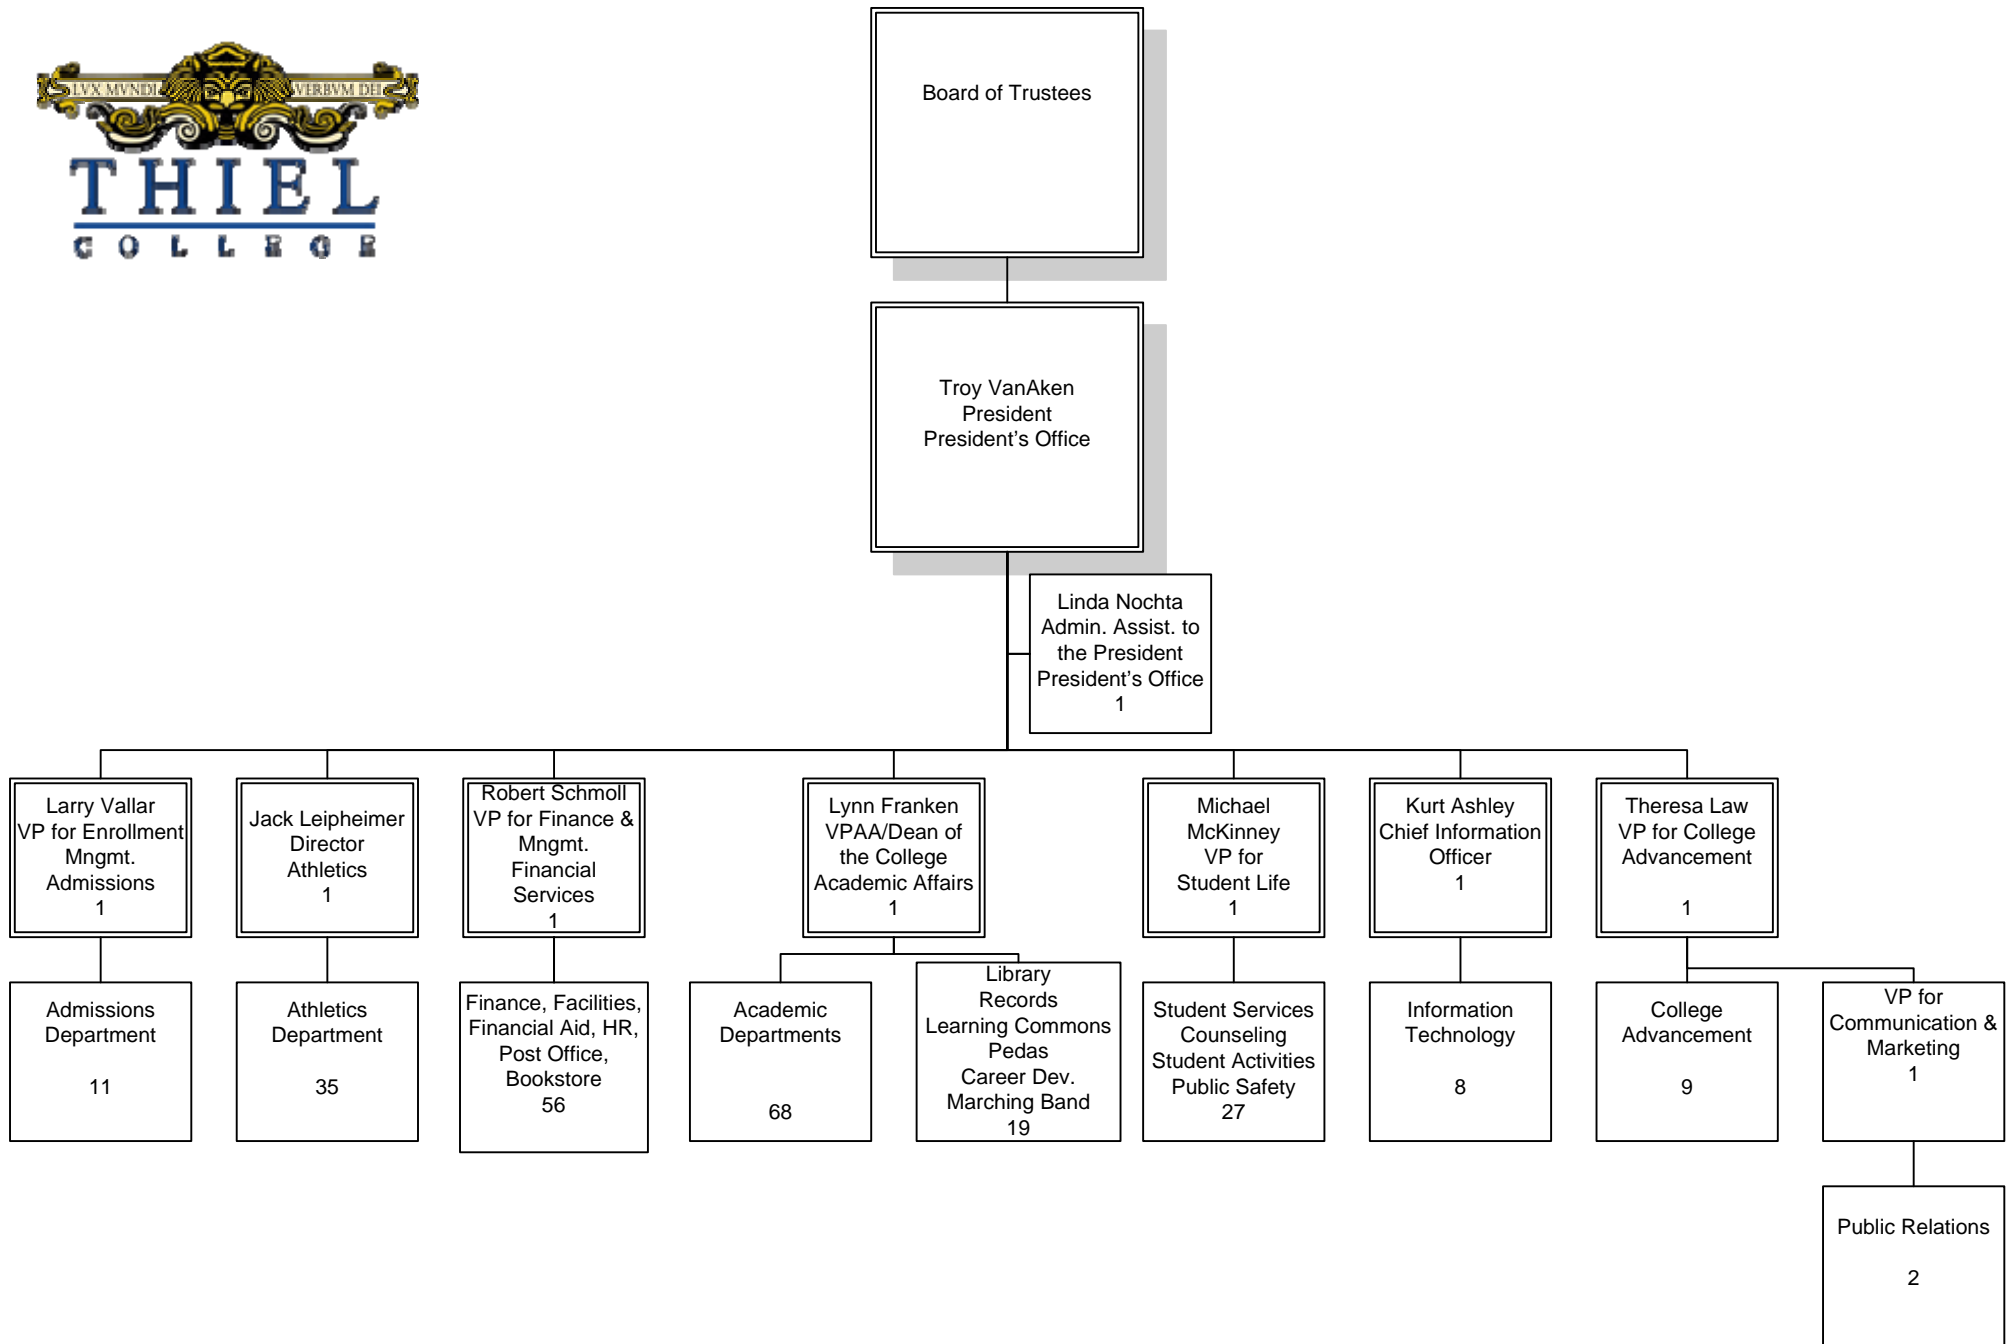 LVX MVNDI
VERBVM DEI
THIEL
COLLEGE
Board of Trustees
Troy VanAken
President
President’s Office
Linda Nochta
Admin. Assist. to
the President
President’s Office
1
Larry Vallar
VP for Enrollment
Mngmt.
Admissions
1
Jack Leipheimer
Director
Athletics
1
Robert Schmoll
VP for Finance &
Mngmt.
Financial
Services
1
Lynn Franken
VPAA/Dean of
the College
Academic Affairs
1
Michael
McKinney
VP for
Student Life
1
Kurt Ashley
Chief Information
Officer
1
Theresa Law
VP for College
Advancement
1
Admissions
Department
11
Athletics
Department
35
Finance, Facilities,
Financial Aid, HR,
Post Office,
Bookstore
56
Academic
Departments
68
Library
Records
Learning Commons
Pedas
Career Dev.
Marching Band
19
Student Services
Counseling
Student Activities
Public Safety
27
Information
Technology
8
College
Advancement
9
VP for
Communication &
Marketing
1
Public Relations
2